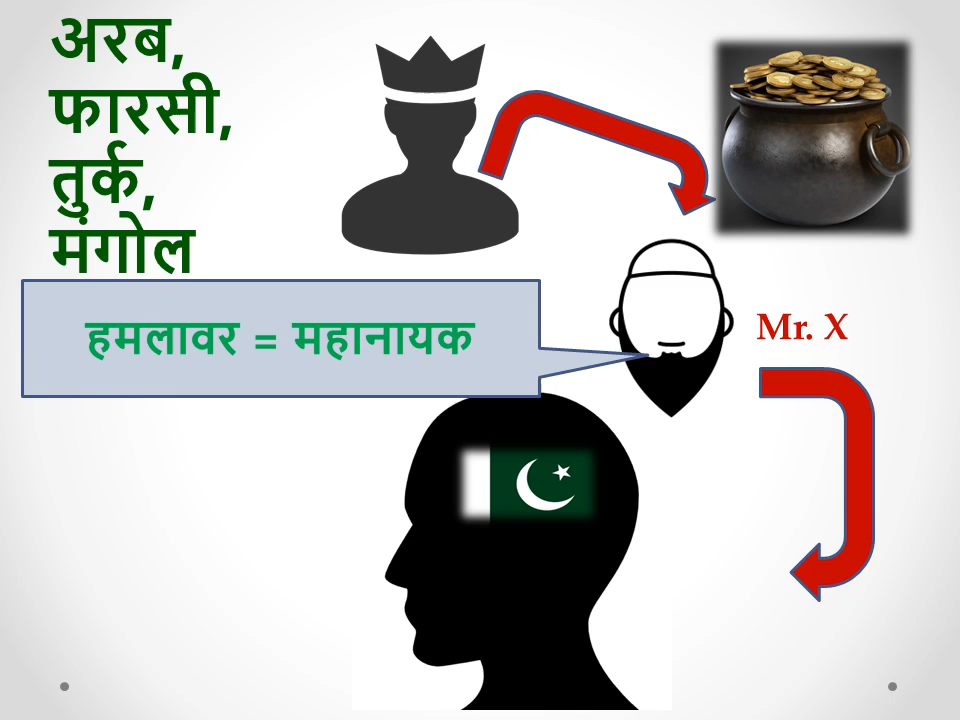 अरब,
फारसी,
तुर्क,
मंगोल
हमलावर = महानायक
Mr. X